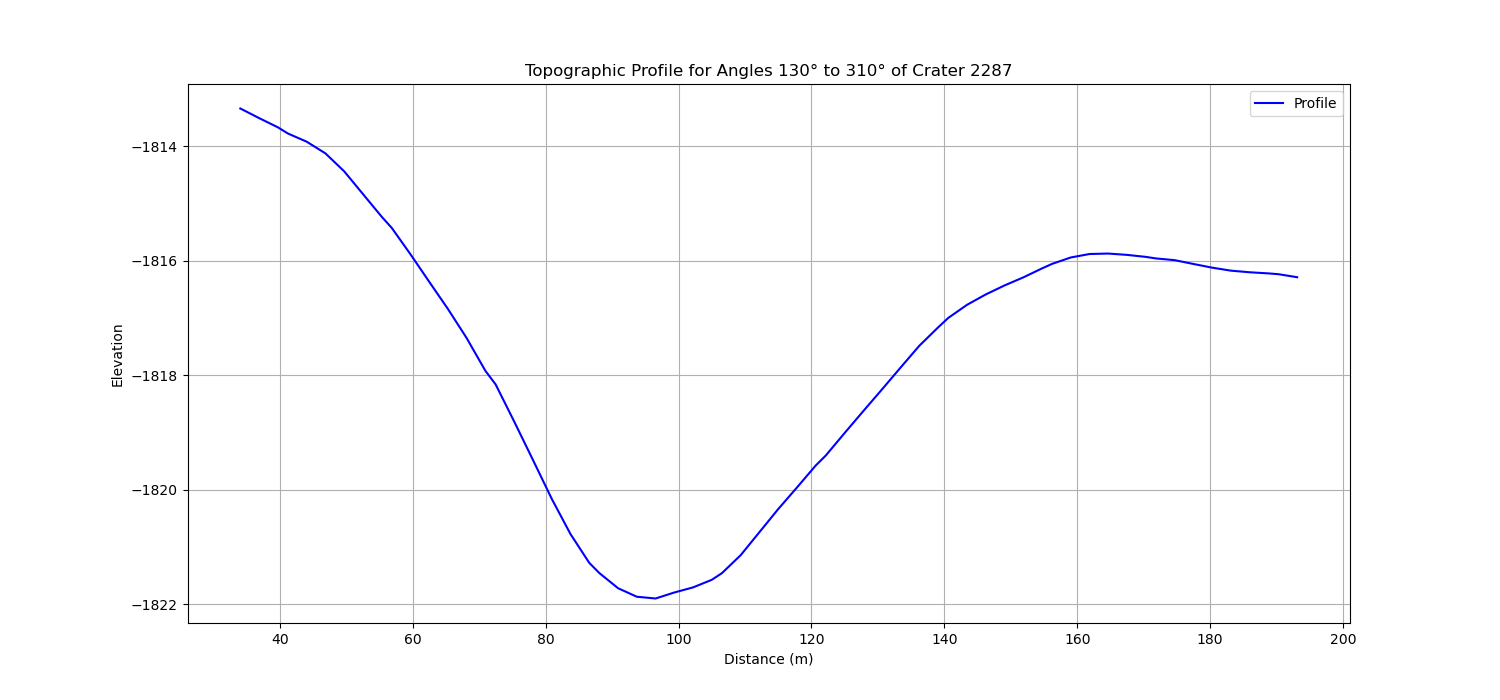 Topographic Profile for Angles 130° to 310° of Crater 2287
Profile
−1814
−1816
−1818
−1820
−1822
Elevation
40 60 80 100 120 140 160 180 200
Distance (m)